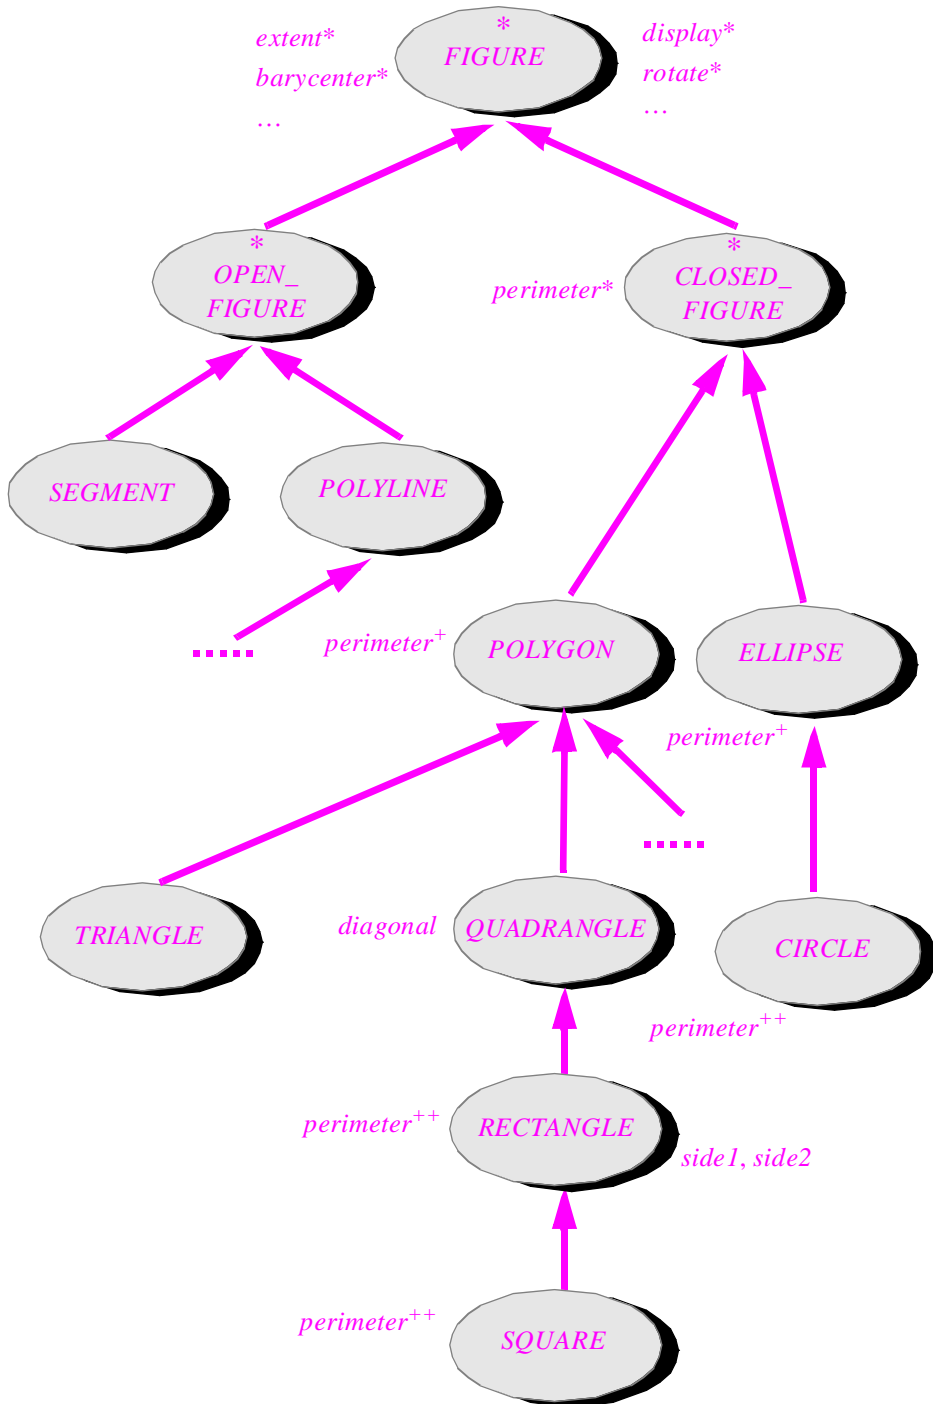 extent*
barycenter*
…
*
FIGURE
display*
rotate*
…
*
OPEN_
FIGURE
perimeter*
*
CLOSED_
FIGURE
SEGMENT
POLYLINE
perimeter+
POLYGON
ELLIPSE
perimeter+
TRIANGLE
diagonal
QUADRANGLE
CIRCLE
perimeter++
perimeter++
RECTANGLE
side1, side2
perimeter++
SQUARE